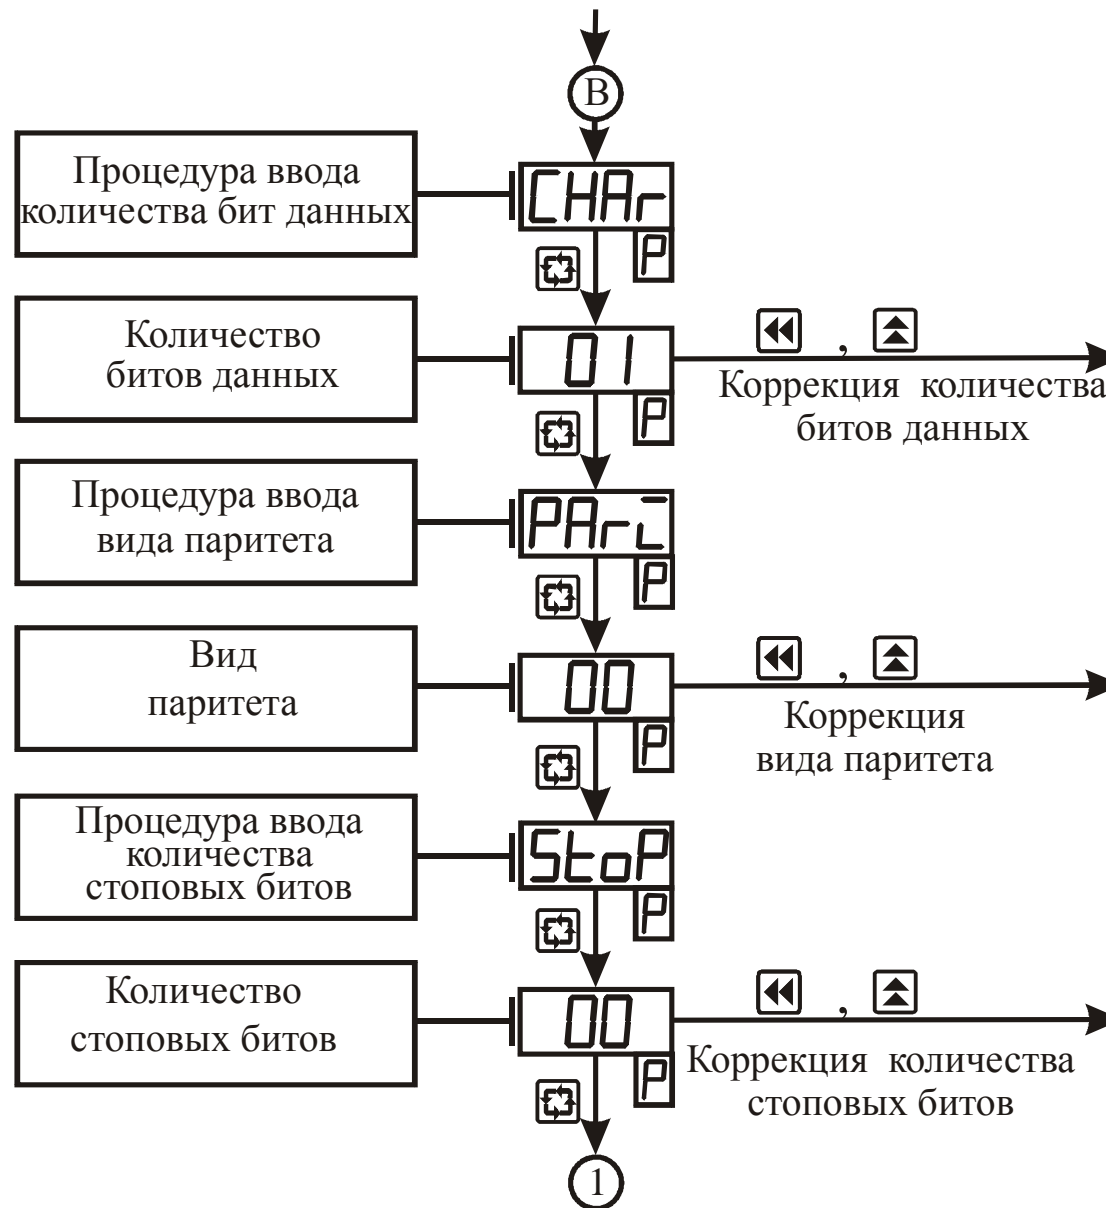 В
Процедура ввода
количества бит данных
CHAr
P
Количество
битов данных
01
P
,
Коррекция количества
битов данных
Процедура ввода
вида паритета
PAri
P
Вид
паритета
00
P
,
Коррекция
вида паритета
Процедура ввода
количества
стоповых битов
StoP
P
Количество
стоповых битов
00
P
,
Коррекция количества
стоповых битов
1